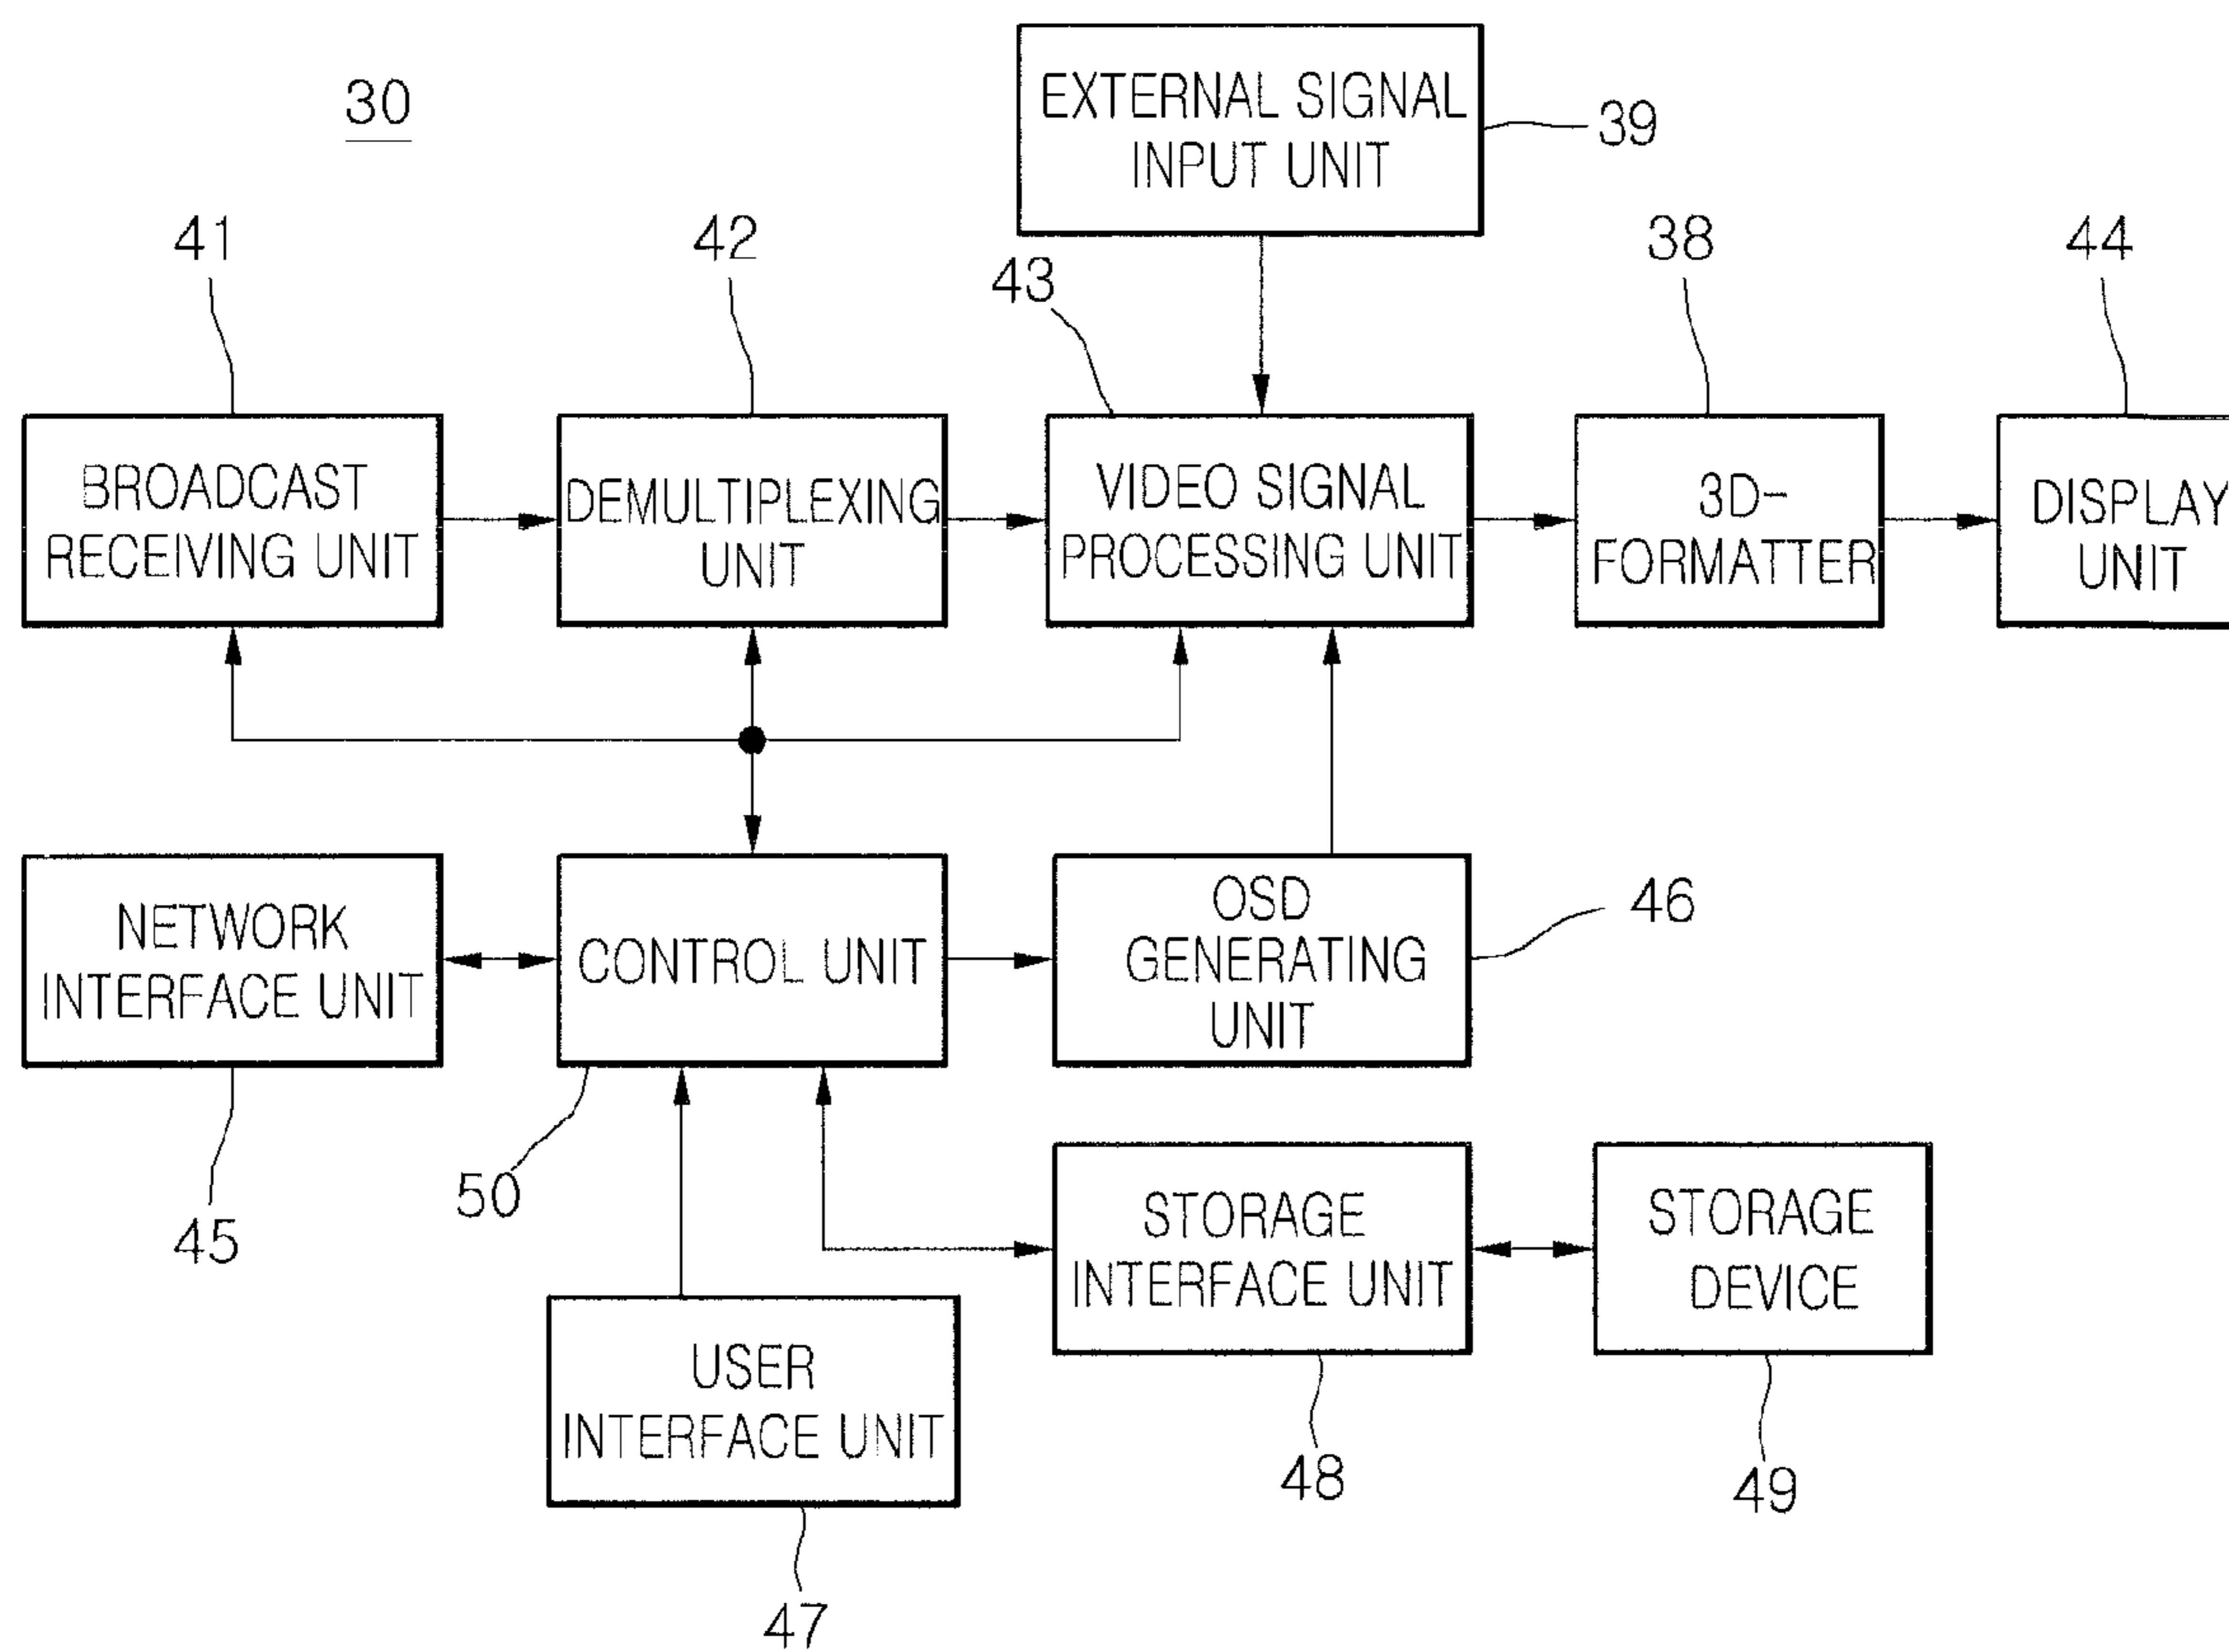 30
EXTERNAL SIGNAL
INPUT UNIT
39
41
42
43
38
44
BROADCAST
RECEIVING UNIT
DEMULTIPLEXING
UNIT
VIDEO SIGNAL
PROCESSING UNIT
3D-
FORMATTER
DISPLAY
UNIT
NETWORK
INTERFACE UNIT
CONTROL UNIT
OSD
GENERATING
UNIT
46
45
50
STORAGE
INTERFACE UNIT
STORAGE
DEVICE
USER
INTERFACE UNIT
48
49
47